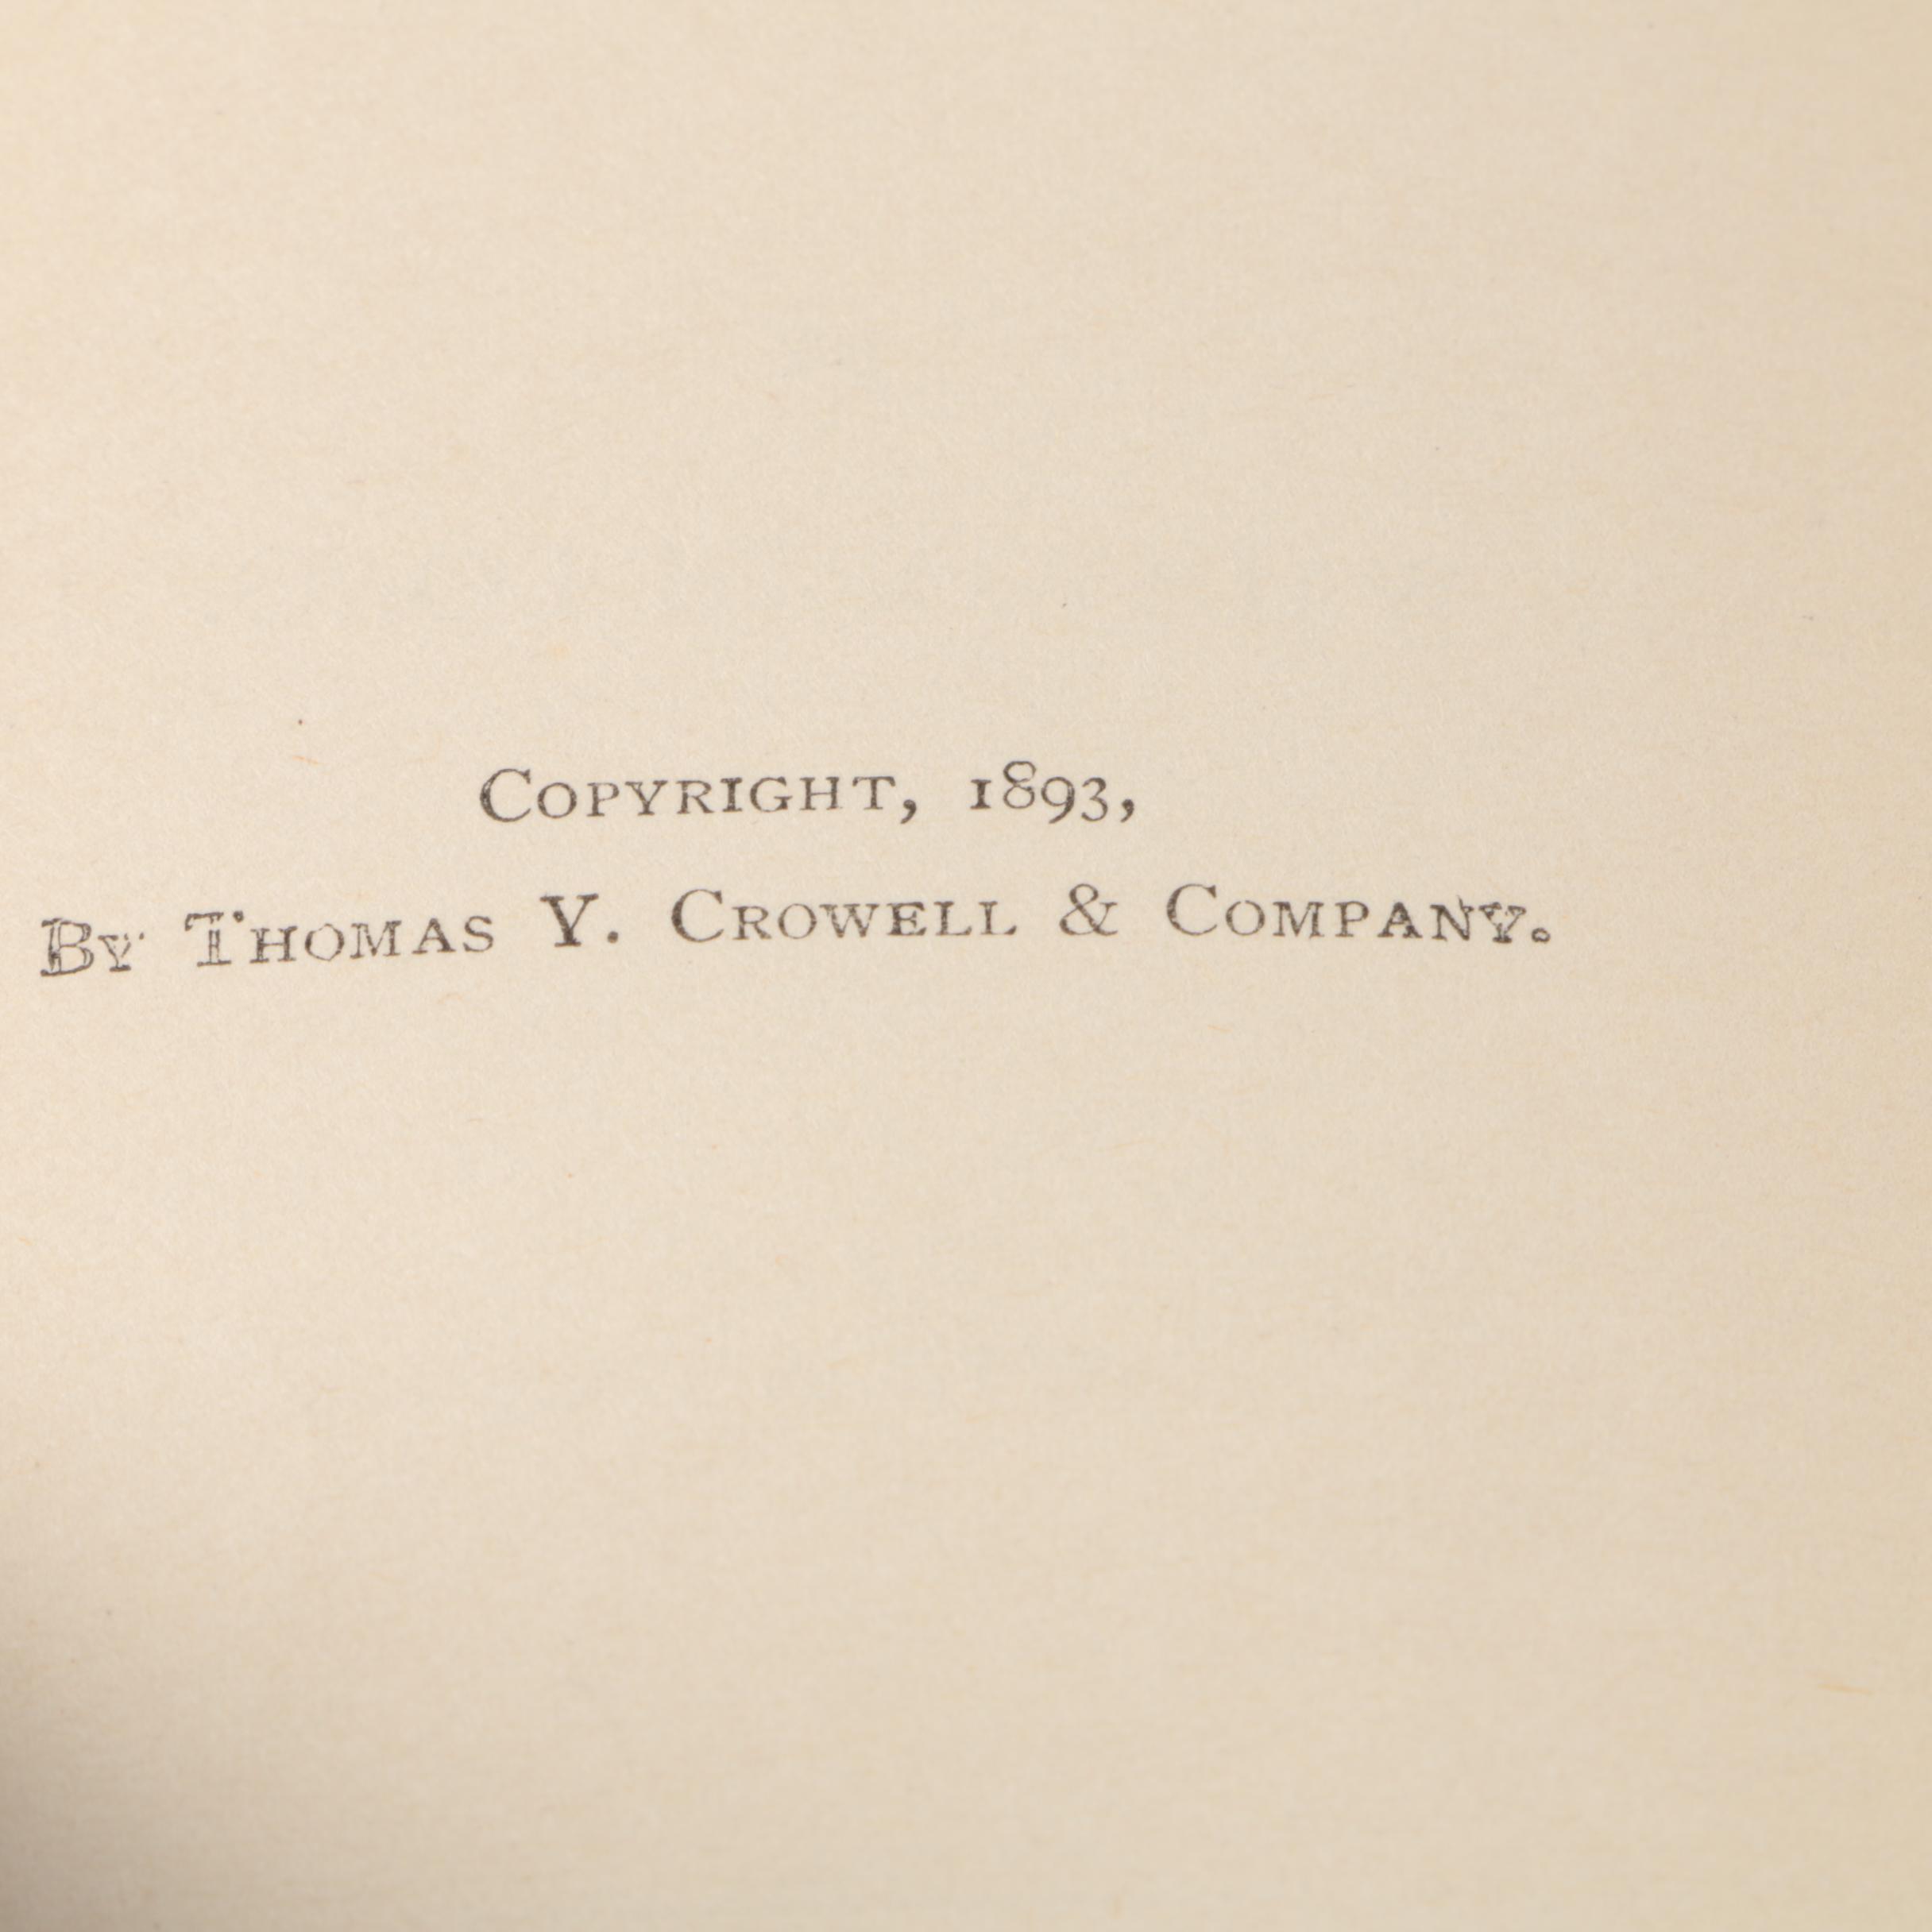 Copyright, 1893,
By Thomas Y. Crowell & Company.